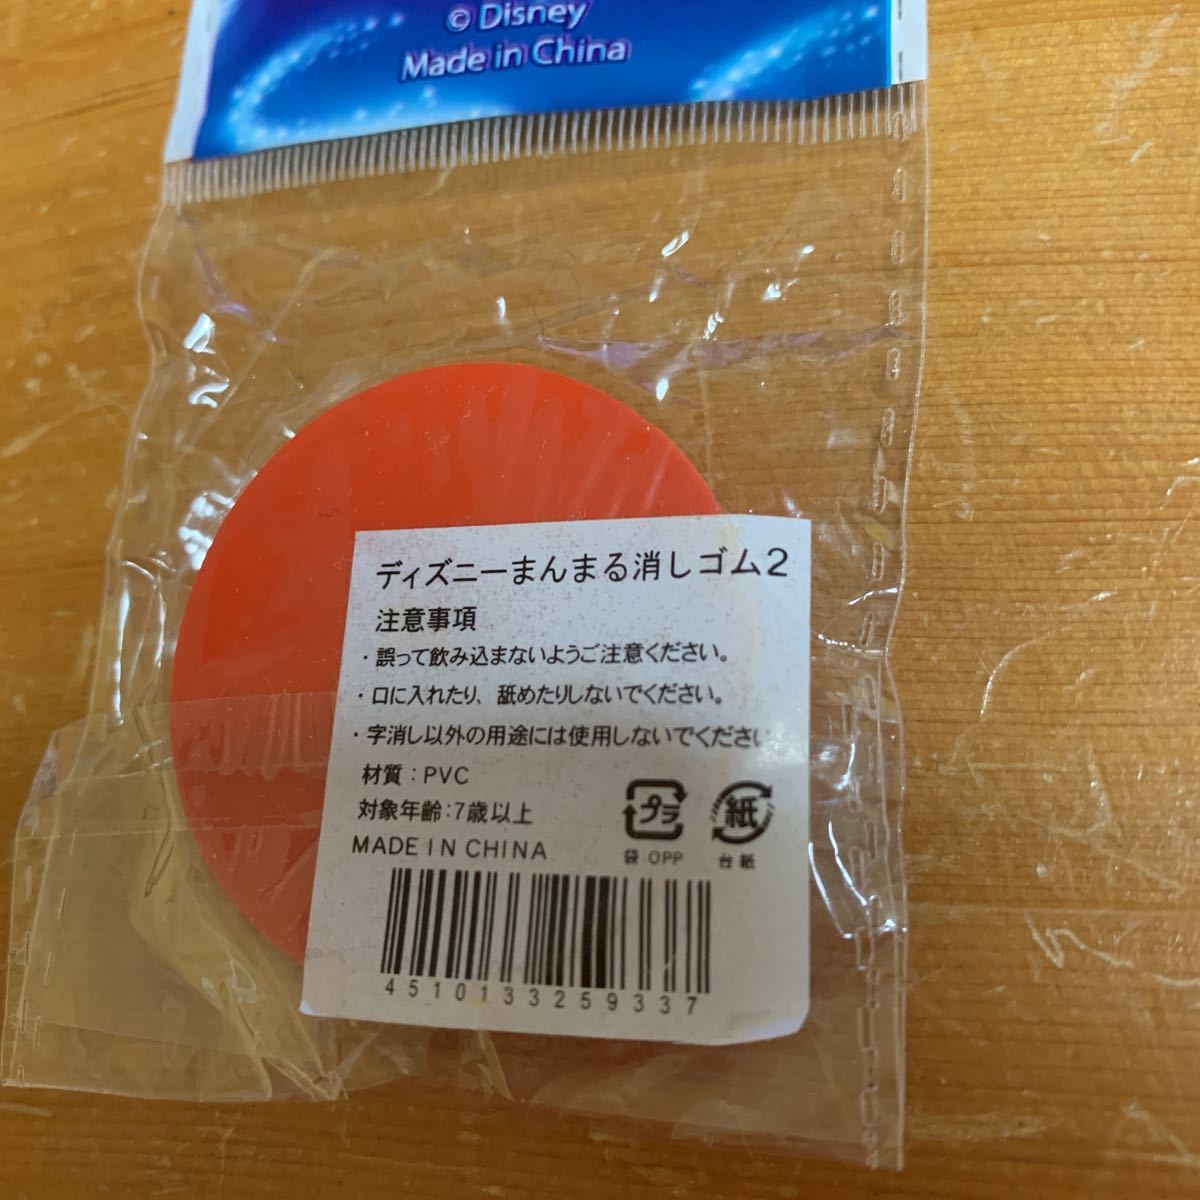 © Disney
Made in China
ディズニーまんまる消しゴム2
注意事項
・誤って飲み込まないようご注意ください。
・口に入れたり、舐めたりしないでください。
・字消し以外の用途には使用しないでください
材質:PVC
対象年齢:7歳以上
MADE IN CHINA
プラ 紙
袋 OPP 台紙
4510133259337